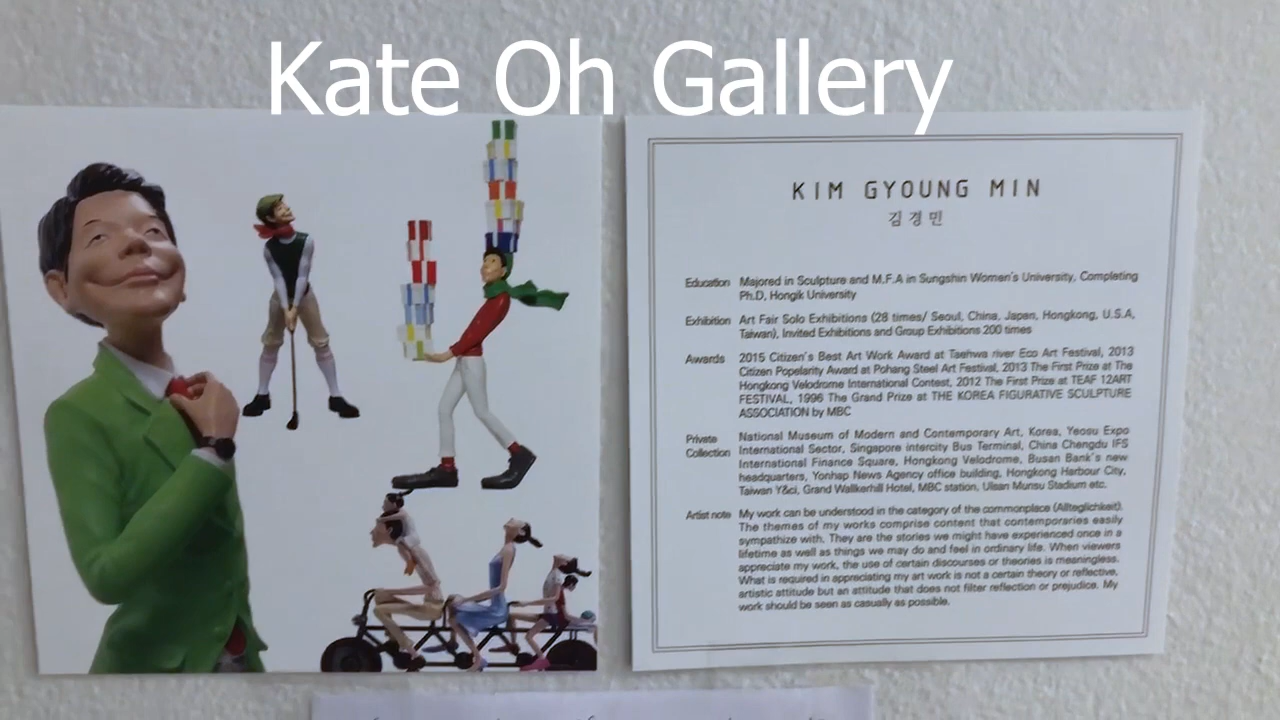 Kate Oh Gallery
KIM GYOUNG MIN
김경민
Education Majored in Sculpture and M.F.A in Sungshin Women's University, Completing
Ph.D, Hongik University
Exhibition Art Fair Solo Exhibitions (28 times/ Seoul, China, Japan, Hongkong, U.S.A,
Taiwan), Invited Exhibitions and Group Exhibitions 200 times
Awards 2015 Citizen's Best Art Work Award at Taehwa river Eco Art Festival, 2013
Citizen Popelarity Award at Pohang Steel Art Festival, 2013 The First Prize at The
Hongkong Velodrome International Contest, 2012 The First Prize at TEAF 12ART
FESTIVAL, 1996 The Grand Prize at THE KOREA FIGURATIVE SCULPTURE
ASSOCIATION by MBC
Private National Museum of Modern and Contemporary Art, Korea, Yeosu Expo
Collection International Sector, Singapore intercity Bus Terminal, China Chengdu IFS
International Finance Square, Hongkong Velodrome, Busan Bank's new
headquarters, Yonhap News Agency office building, Hongkong Harbour City,
Taiwan Y&ci, Grand Wallkerhill Hotel, MBC station, Ulsan Munsu Stadium etc.
Artist note My work can be understood in the category of the commonplace (Allteglichkeit).
The themes of my works comprise content that contemporaries easily
sympathize with. They are the stories we might have experienced once in a
lifetime as well as things we may do and feel in ordinary life. When viewers
appreciate my work, the use of certain discourses or theories is meaningless.
What is required in appreciating my art work is not a certain theory or reflective,
artistic attitude but an attitude that does not filter reflection or prejudice. My
work should be seen as casually as possible.